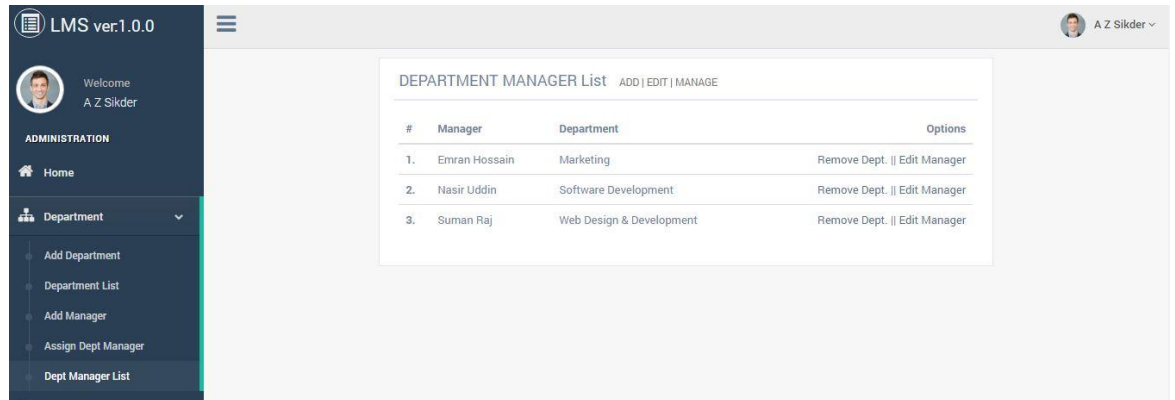 LMS ver:1.0.0
A Z Sikder
Welcome
A Z Sikder
ADMINISTRATION
Home
Department
Add Department
Department List
Add Manager
Assign Dept Manager
Dept Manager List
DEPARTMENT MANAGER List ADD | EDIT | MANAGE
# Manager Department Options
1. Emran Hossain Marketing Remove Dept. || Edit Manager
2. Nasir Uddin Software Development Remove Dept. || Edit Manager
3. Suman Raj Web Design & Development Remove Dept. || Edit Manager